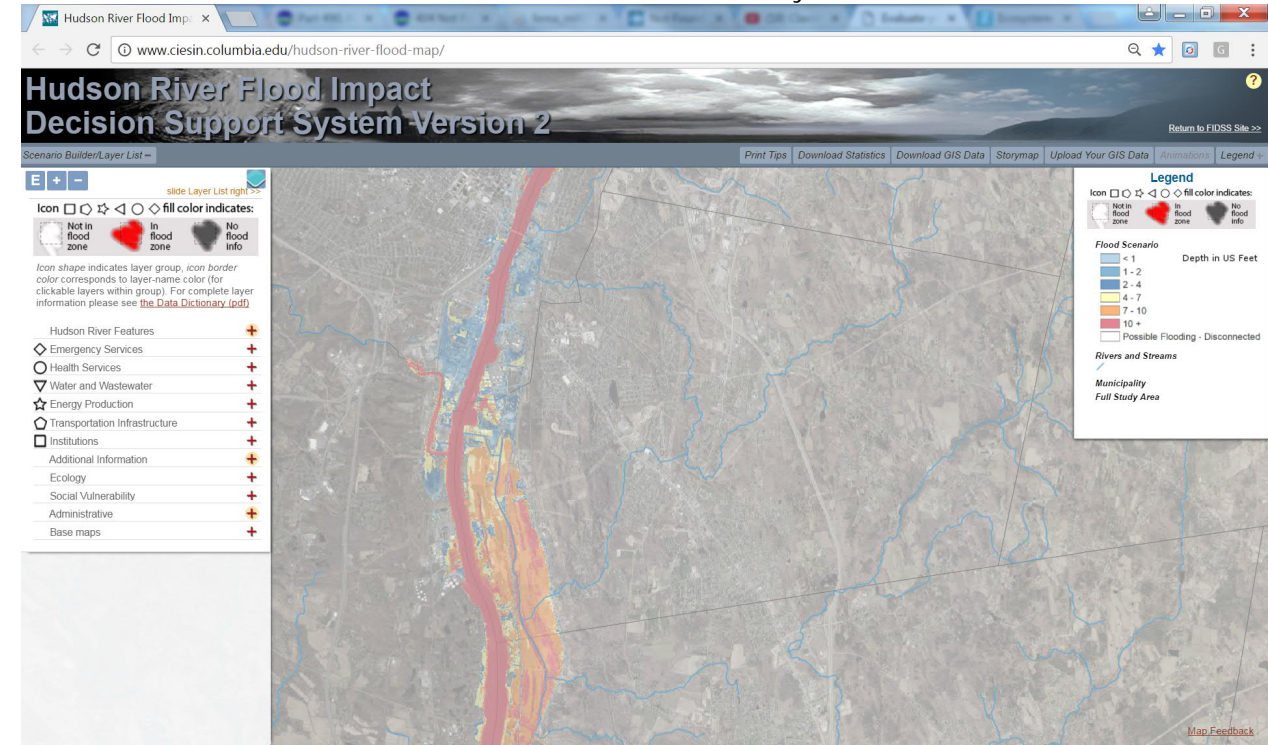 Hudson River Flood Impa ×
www.ciesin.columbia.edu/hudson-river-flood-map/
Hudson River Flood Impact
Decision Support System Version 2
?
Return to FIDSS Site >>
Scenario Builder/Layer List –
Print Tips Download Statistics Download GIS Data Storymap Upload Your GIS Data Animations Legend +
E + −
slide Layer List right >>
Icon fill color indicates:
Not in flood zone
In flood zone
No flood info
Icon shape indicates layer group, icon border
color corresponds to layer-name color (for
clickable layers within group). For complete layer
information please see the Data Dictionary (pdf)
Hudson River Features +
Emergency Services +
Health Services +
Water and Wastewater +
Energy Production +
Transportation Infrastructure +
Institutions +
Additional Information +
Ecology +
Social Vulnerability +
Administrative +
Base maps +
Legend
Icon fill color indicates:
Not in flood zone
In flood zone
No flood info
Flood Scenario
< 1 Depth in US Feet
1 - 2
2 - 4
4 - 7
7 - 10
10 +
Possible Flooding - Disconnected
Rivers and Streams
Municipality
Full Study Area
Map Feedback